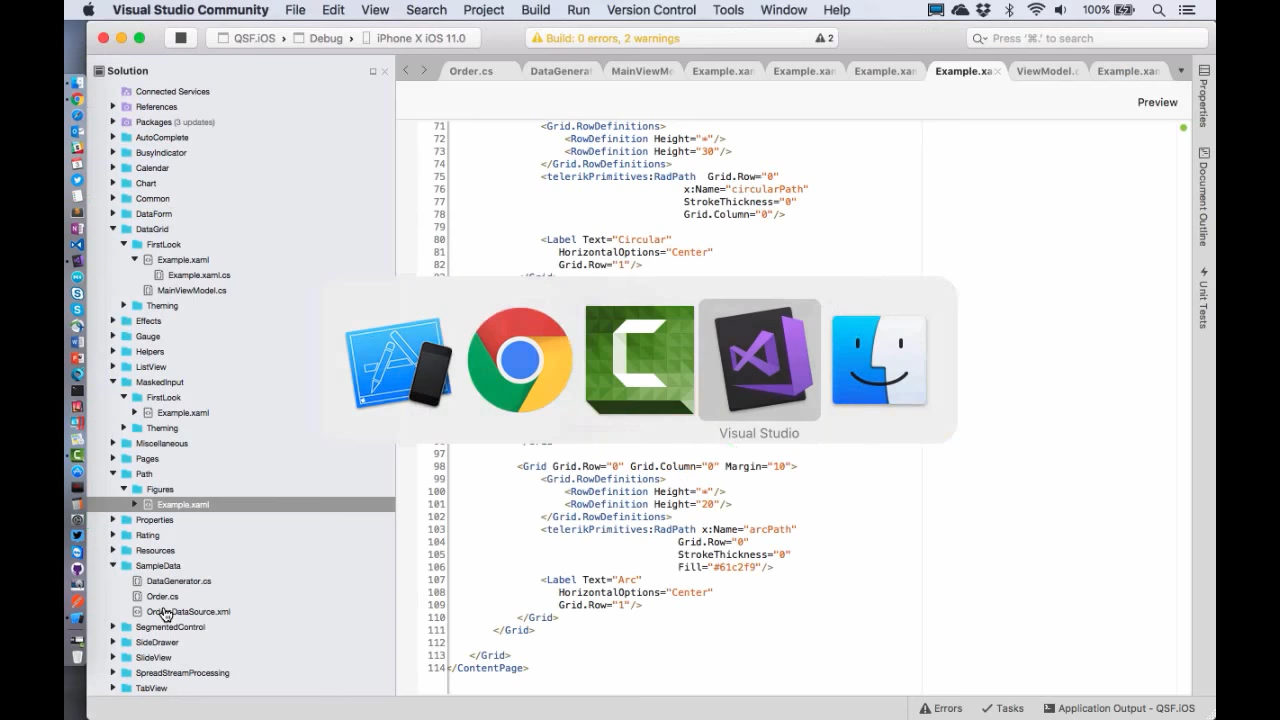 Visual Studio Community File Edit View Search Project Build Run Version Control Tools Window Help 100%
QSF.iOS > Debug > iPhone X iOS 11.0 Build: 0 errors, 2 warnings 2 Press '⌘.' to search
Solution
Order.cs DataGenerat MainViewMo Example.xam Example.xam Example.xam Example.xa ViewModel.c Example.xam
Preview
Properties
Document Outline
Unit Tests
Connected Services
References
Packages (3 updates)
AutoComplete
BusyIndicator
Calendar
Chart
Common
DataForm
DataGrid
FirstLook
Example.xaml
Example.xaml.cs
MainViewModel.cs
Theming
Effects
Gauge
Helpers
ListView
MaskedInput
FirstLook
Example.xaml
Theming
Miscellaneous
Pages
Path
Figures
Example.xaml
Properties
Rating
Resources
SampleData
DataGenerator.cs
Order.cs
DataSource.xml
SegmentedControl
SideDrawer
SlideView
SpreadStreamProcessing
TabView
71 <Grid.RowDefinitions>
72 <RowDefinition Height="*"/>
73 <RowDefinition Height="30"/>
74 </Grid.RowDefinitions>
75 <telerikPrimitives:RadPath Grid.Row="0"
76 x:Name="circularPath"
77 StrokeThickness="0"
78 Grid.Column="0"/>
79
80 <Label Text="Circular"
81 HorizontalOptions="Center"
82 Grid.Row="1"/>
Visual Studio
97
98 <Grid Grid.Row="0" Grid.Column="0" Margin="10">
99 <Grid.RowDefinitions>
100 <RowDefinition Height="*"/>
101 <RowDefinition Height="20"/>
102 </Grid.RowDefinitions>
103 <telerikPrimitives:RadPath x:Name="arcPath"
104 Grid.Row="0"
105 StrokeThickness="0"
106 Fill="#61c2f9"/>
107 <Label Text="Arc"
108 HorizontalOptions="Center"
109 Grid.Row="1"/>
110 </Grid>
111 </Grid>
112
113 </Grid>
114 </ContentPage>
Errors Tasks Application Output - QSF.iOS